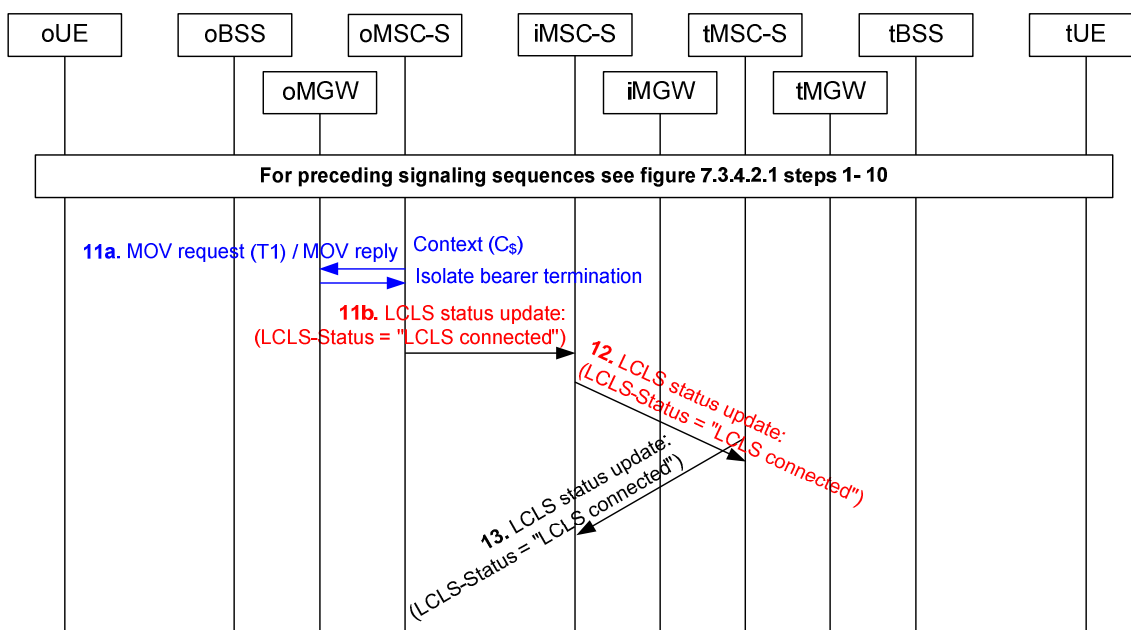 oUE
oBSS
oMSC-S
iMSC-S
tMSC-S
tBSS
tUE
oMGW
iMGW
tMGW
For preceding signaling sequences see figure 7.3.4.2.1 steps 1- 10
11a. MOV request (T1) / MOV reply
Context (C$)
Isolate bearer termination
11b. LCLS status update:
(LCLS-Status = "LCLS connected")
12. LCLS status update:
(LCLS-Status = "LCLS connected")
13. LCLS status update:
(LCLS-Status = "LCLS connected")